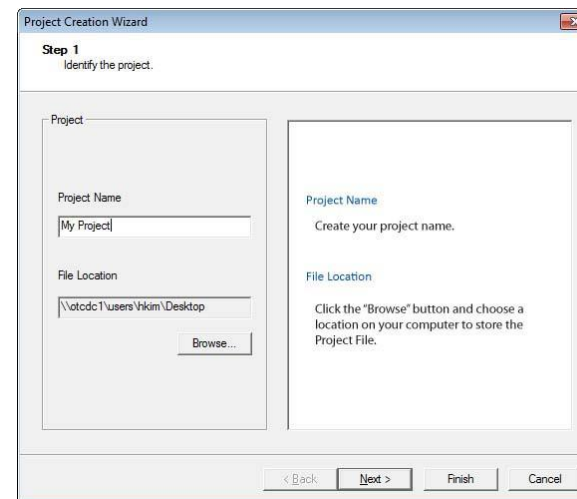 Project Creation Wizard
Step 1
Identify the project.
Project
Project Name
My Project
File Location
\\otcdc1\users\hkim\Desktop
Browse...
Project Name
Create your project name.
File Location
Click the "Browse" button and choose a
location on your computer to store the
Project File.
< Back
Next >
Finish
Cancel